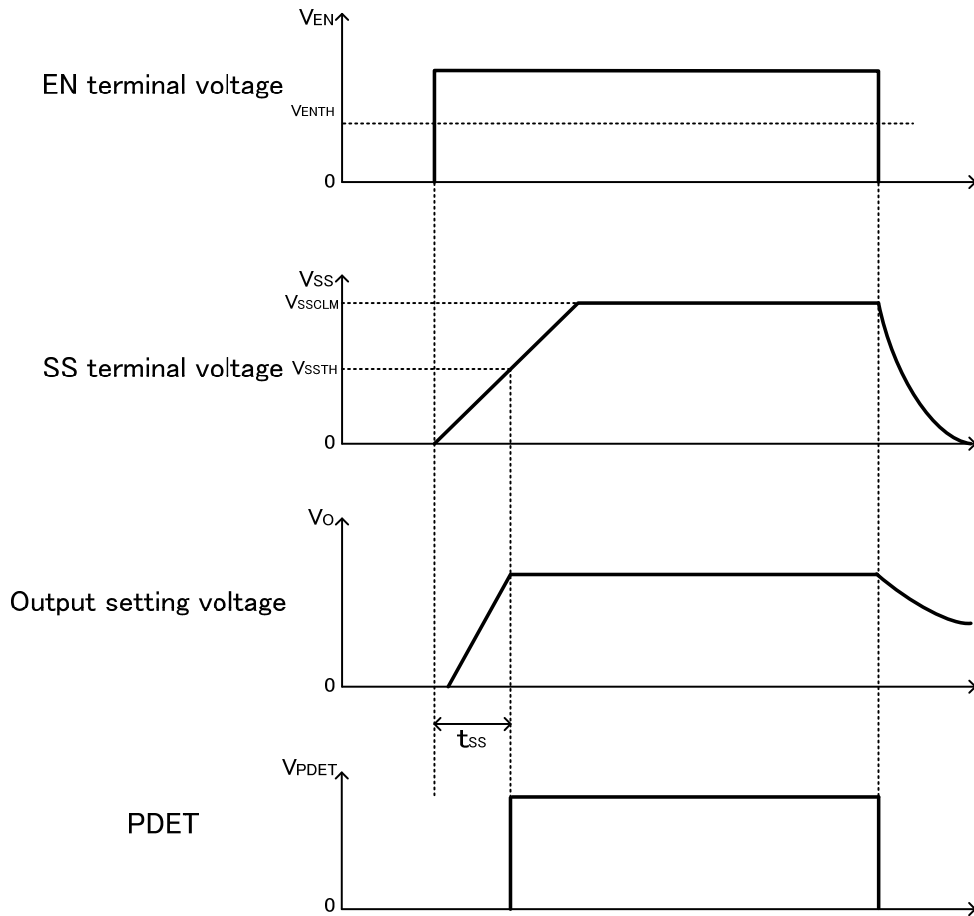 VEN
EN terminal voltage
VENTH
0
VSS
VSSCLM
SS terminal voltage
VSSTH
0
VO
Output setting voltage
0
tSS
VPDET
PDET
0